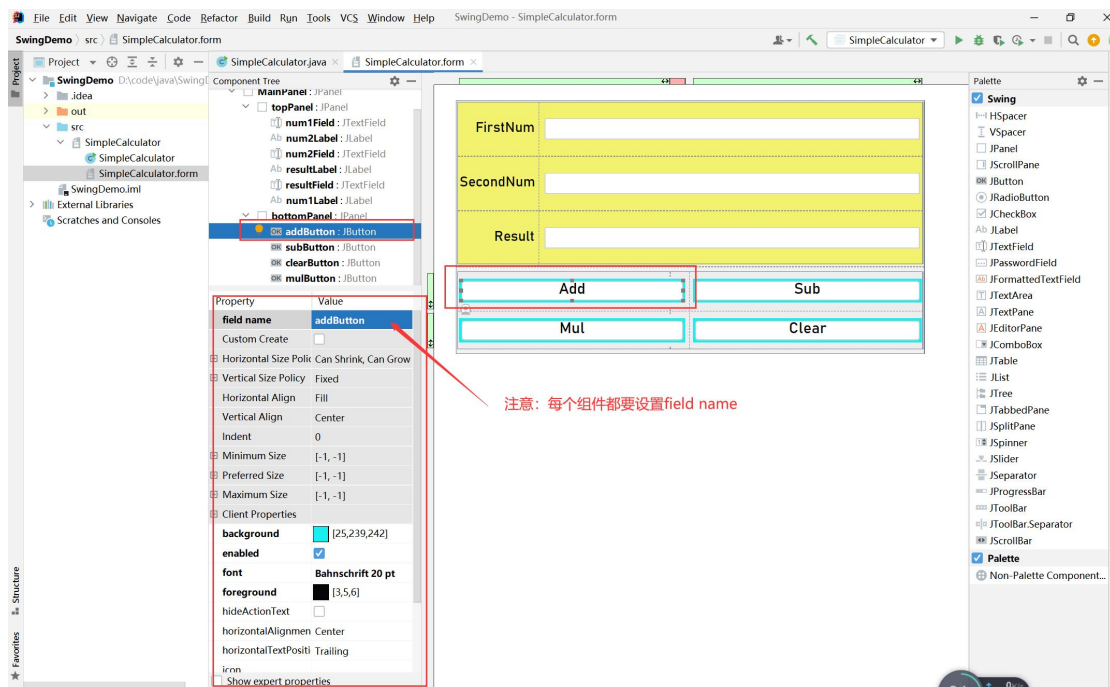 File Edit View Navigate Code Refactor Build Run Tools VCS Window Help SwingDemo - SimpleCalculator.form
SwingDemo src SimpleCalculator.form SimpleCalculator
Project
Project SimpleCalculator.java SimpleCalculator.form
SwingDemo D:\code\java\Swing
.idea
out
src
SimpleCalculator
SimpleCalculator
SimpleCalculator.form
SwingDemo.iml
External Libraries
Scratches and Consoles
Structure
Favorites
Component Tree
MainPanel : JPanel
topPanel : JPanel
num1Field : JTextField
Ab num2Label : JLabel
num2Field : JTextField
Ab resultLabel : JLabel
resultField : JTextField
Ab num1Label : JLabel
bottomPanel : JPanel
OK addButton : JButton
OK subButton : JButton
OK clearButton : JButton
OK mulButton : JButton
Property Value
field name addButton
Custom Create
Horizontal Size Polic Can Shrink, Can Grow
Vertical Size Policy Fixed
Horizontal Align Fill
Vertical Align Center
Indent 0
Minimum Size [-1, -1]
Preferred Size [-1, -1]
Maximum Size [-1, -1]
Client Properties
background [25,239,242]
enabled
font Bahnschrift 20 pt
foreground [3,5,6]
hideActionText
horizontalAlignmen Center
horizontalTextPositi Trailing
icon
Show expert properties
FirstNum
SecondNum
Result
Add Sub
Mul Clear
注意：每个组件都要设置field name
Palette
Swing
HSpacer
VSpacer
JPanel
JScrollPane
OK JButton
JRadioButton
JCheckBox
Ab JLabel
JTextField
JPasswordField
JFormattedTextField
JTextArea
JTextPane
JEditorPane
JComboBox
JTable
JList
JTree
JTabbedPane
JSplitPane
JSpinner
JSlider
JSeparator
JProgressBar
JToolBar
JToolBar.Separator
JScrollBar
Palette
Non-Palette Component...